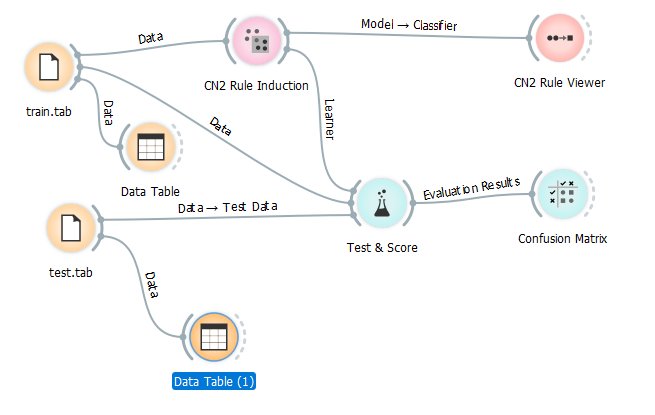 Data
Model → Classfier
CN2 Rule Induction
CN2 Rule Viewer
train.tab
Data
Data
Learner
Data Table
Data → Test Data
Evaluation Results
Test & Score
Confusion Matrix
test.tab
Data
Data Table (1)